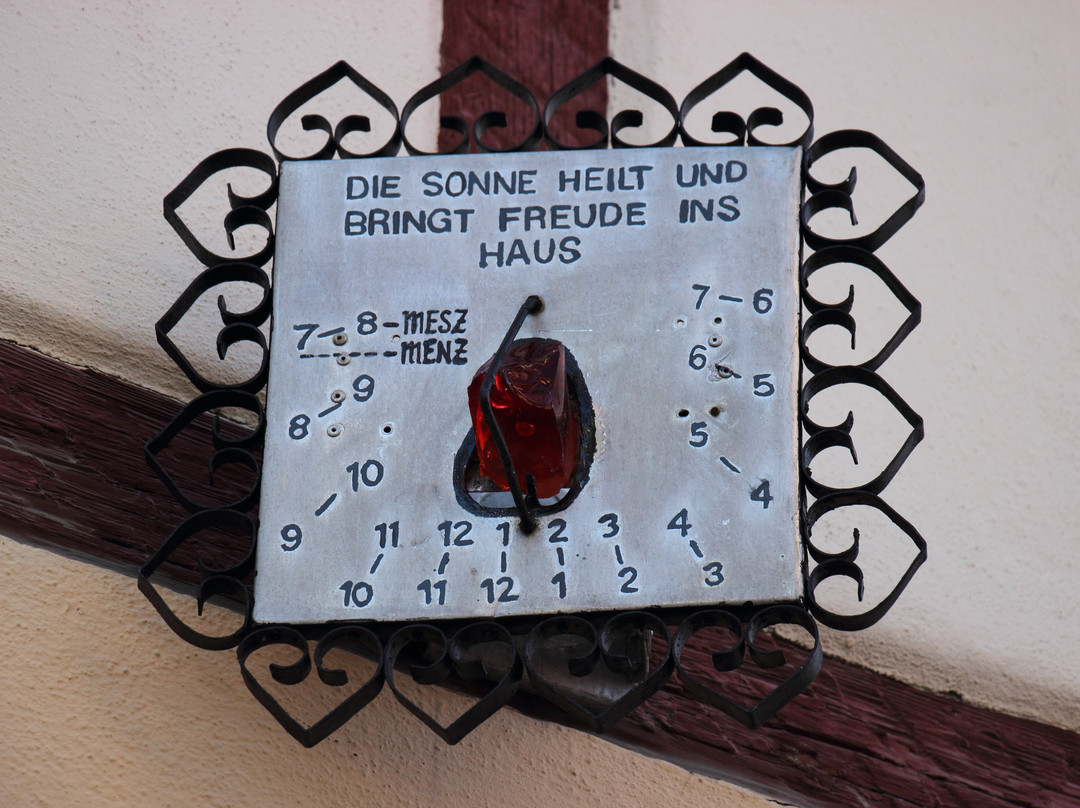 DIE SONNE HEILT UND
BRINGT FREUDE INS
HAUS
7 – 6
7 – 8 – MESZ
------- MENZ
6 – 5
9
8
5
10
4
9
11 12 1 2 3 4
10 11 12 1 2 3